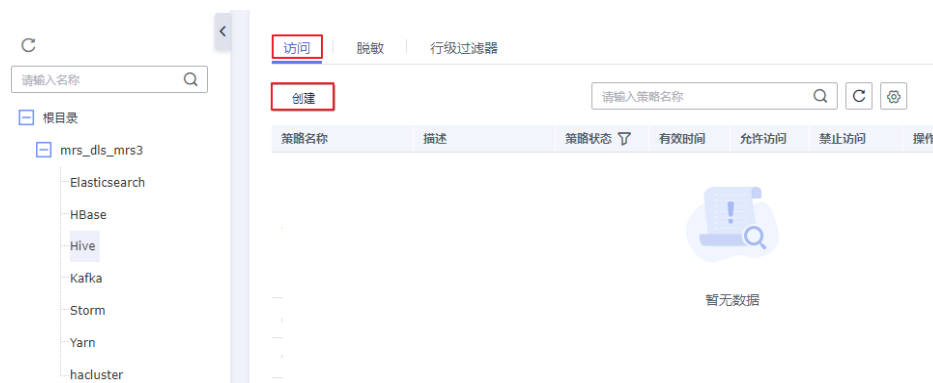 请输入名称
根目录
mrs_dls_mrs3
Elasticsearch
HBase
Hive
Kafka
Storm
Yarn
hacluster
访问 脱敏 行级过滤器
创建 请输入策略名称
策略名称 描述 策略状态 有效时间 允许访问 禁止访问 操作
暂无数据